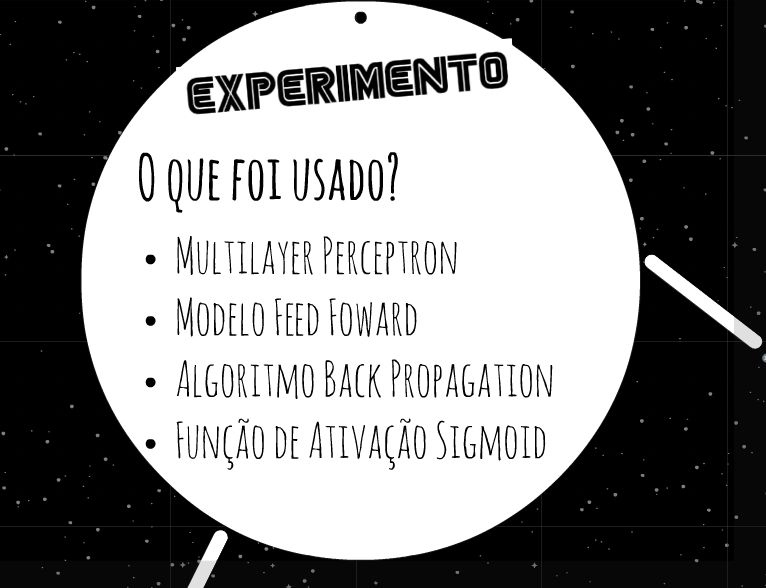 EXPERIMENTO
O que foi usado?
• Multilayer Perceptron
• Modelo Feed Foward
• Algoritmo Back Propagation
• Função de Ativação Sigmoid